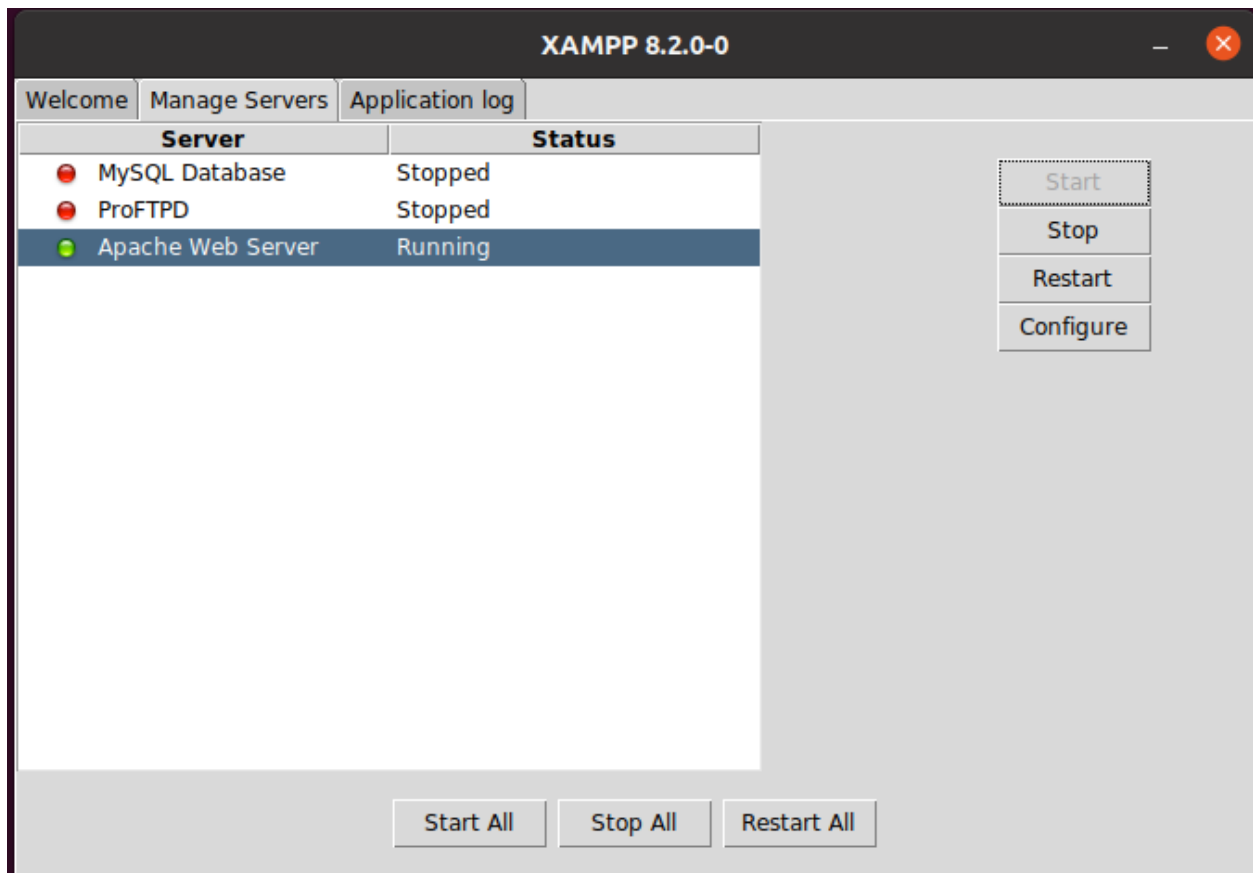 XAMPP 8.2.0-0
Welcome Manage Servers Application log
Server Status
MySQL Database Stopped
ProFTPD Stopped
Apache Web Server Running
Start
Stop
Restart
Configure
Start All Stop All Restart All